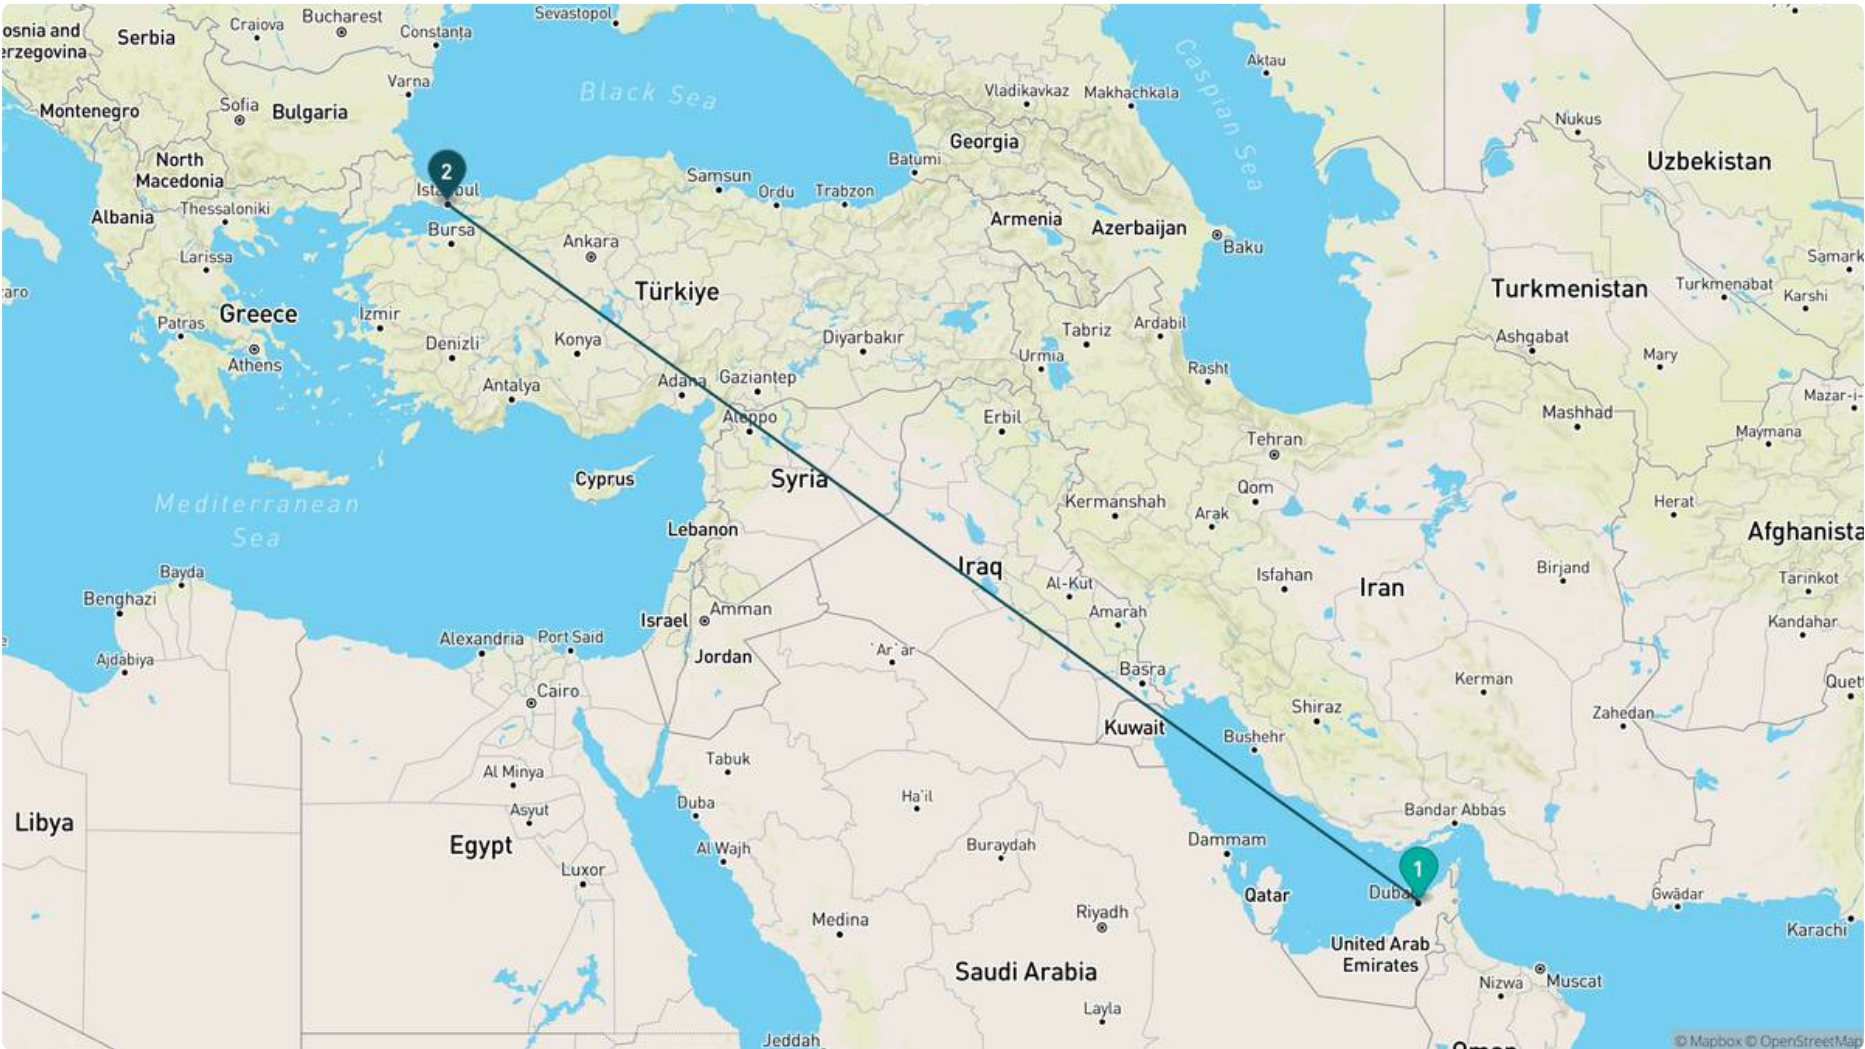 osnia and
erzegovina
Serbia
Craiova
Bucharest
Constanța
Sevastopol
Aktau
Black Sea
Caspian Sea
Varna
Vladikavkaz
Makhachkala
Montenegro
Sofia
Bulgaria
Nukus
Georgia
North
Macedonia
Batumi
Uzbekistan
2
Istanbul
Samsun
Ordu
Trabzon
Albania
Thessaloniki
Armenia
Azerbaijan
Bursa
Ankara
Baku
Larissa
Samark
aro
Türkiye
Turkmenistan
Turkmenabat
Karshi
Greece
Izmir
Patras
Denizli
Konya
Diyarbakır
Tabriz
Ardabil
Ashgabat
Urmia
Mary
Athens
Rasht
Antalya
Adana
Gaziantep
Mazar-i-
Aleppo
Erbil
Mashhad
Tehran
Maymana
Cyprus
Syria
Mediterranean
Sea
Kermanshah
Qom
Arak
Herat
Lebanon
Afghanista
Iraq
Bayda
Al-Kut
Isfahan
Iran
Birjand
Tarinkot
Benghazi
Israel
Amman
Amarah
Kandahar
Alexandria
Port Said
Jordan
`Ar`ar
Ajdabiya
Basra
Cairo
Kerman
Quet
Shiraz
Zahedan
Kuwait
Bushehr
Tabuk
Al Minya
Duba
Ha'il
Bandar Abbas
Asyut
Libya
Egypt
Al Wajh
Buraydah
Dammam
1
Luxor
Qatar
Dubai
Gwādar
Medina
Riyadh
Karachi
United Arab
Emirates
Saudi Arabia
Nizwa
Muscat
Layla
Jeddah
Oman
© Mapbox © OpenStreetMap